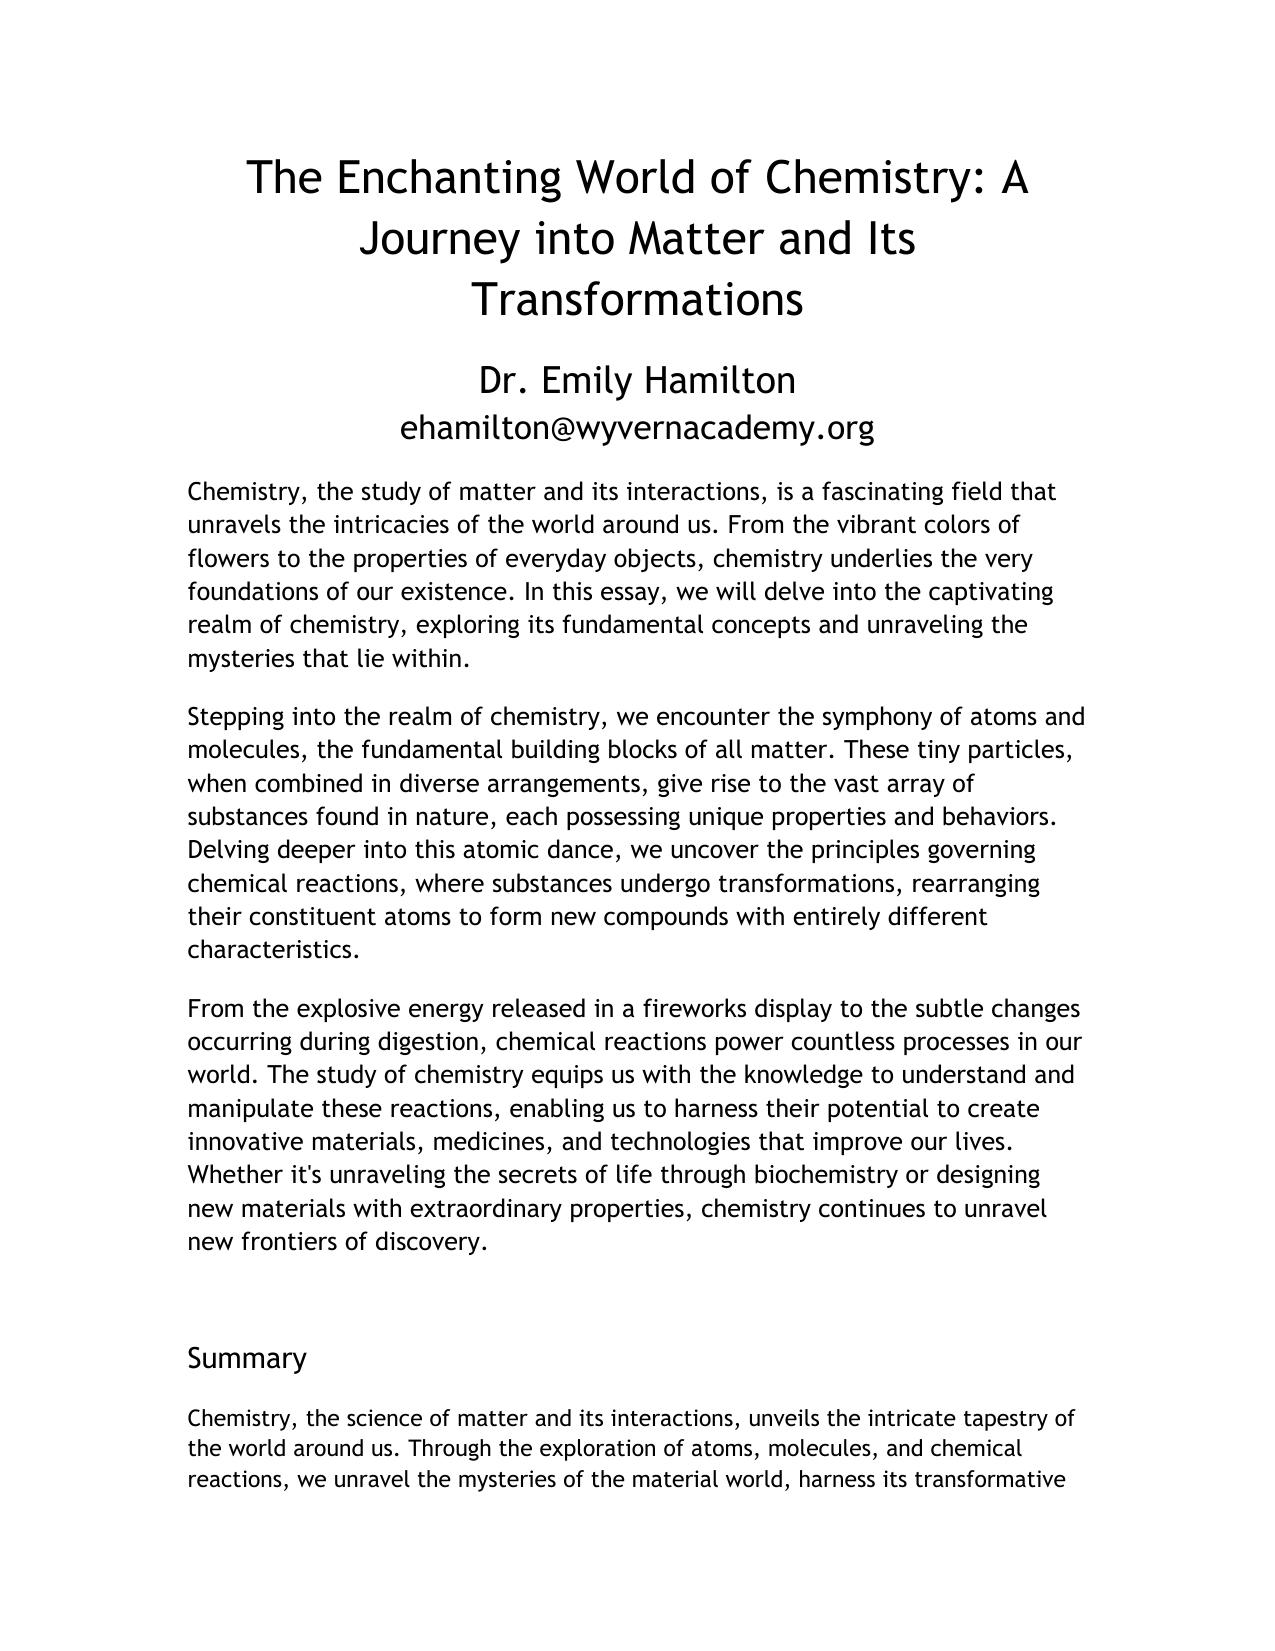 The Enchanting World of Chemistry: A
Journey into Matter and Its
Transformations
Dr. Emily Hamilton
ehamilton@wyvernacademy.org
Chemistry, the study of matter and its interactions, is a fascinating field that
unravels the intricacies of the world around us. From the vibrant colors of
flowers to the properties of everyday objects, chemistry underlies the very
foundations of our existence. In this essay, we will delve into the captivating
realm of chemistry, exploring its fundamental concepts and unraveling the
mysteries that lie within.
Stepping into the realm of chemistry, we encounter the symphony of atoms and
molecules, the fundamental building blocks of all matter. These tiny particles,
when combined in diverse arrangements, give rise to the vast array of
substances found in nature, each possessing unique properties and behaviors.
Delving deeper into this atomic dance, we uncover the principles governing
chemical reactions, where substances undergo transformations, rearranging
their constituent atoms to form new compounds with entirely different
characteristics.
From the explosive energy released in a fireworks display to the subtle changes
occurring during digestion, chemical reactions power countless processes in our
world. The study of chemistry equips us with the knowledge to understand and
manipulate these reactions, enabling us to harness their potential to create
innovative materials, medicines, and technologies that improve our lives.
Whether it's unraveling the secrets of life through biochemistry or designing
new materials with extraordinary properties, chemistry continues to unravel
new frontiers of discovery.
Summary
Chemistry, the science of matter and its interactions, unveils the intricate tapestry of
the world around us. Through the exploration of atoms, molecules, and chemical
reactions, we unravel the mysteries of the material world, harness its transformative